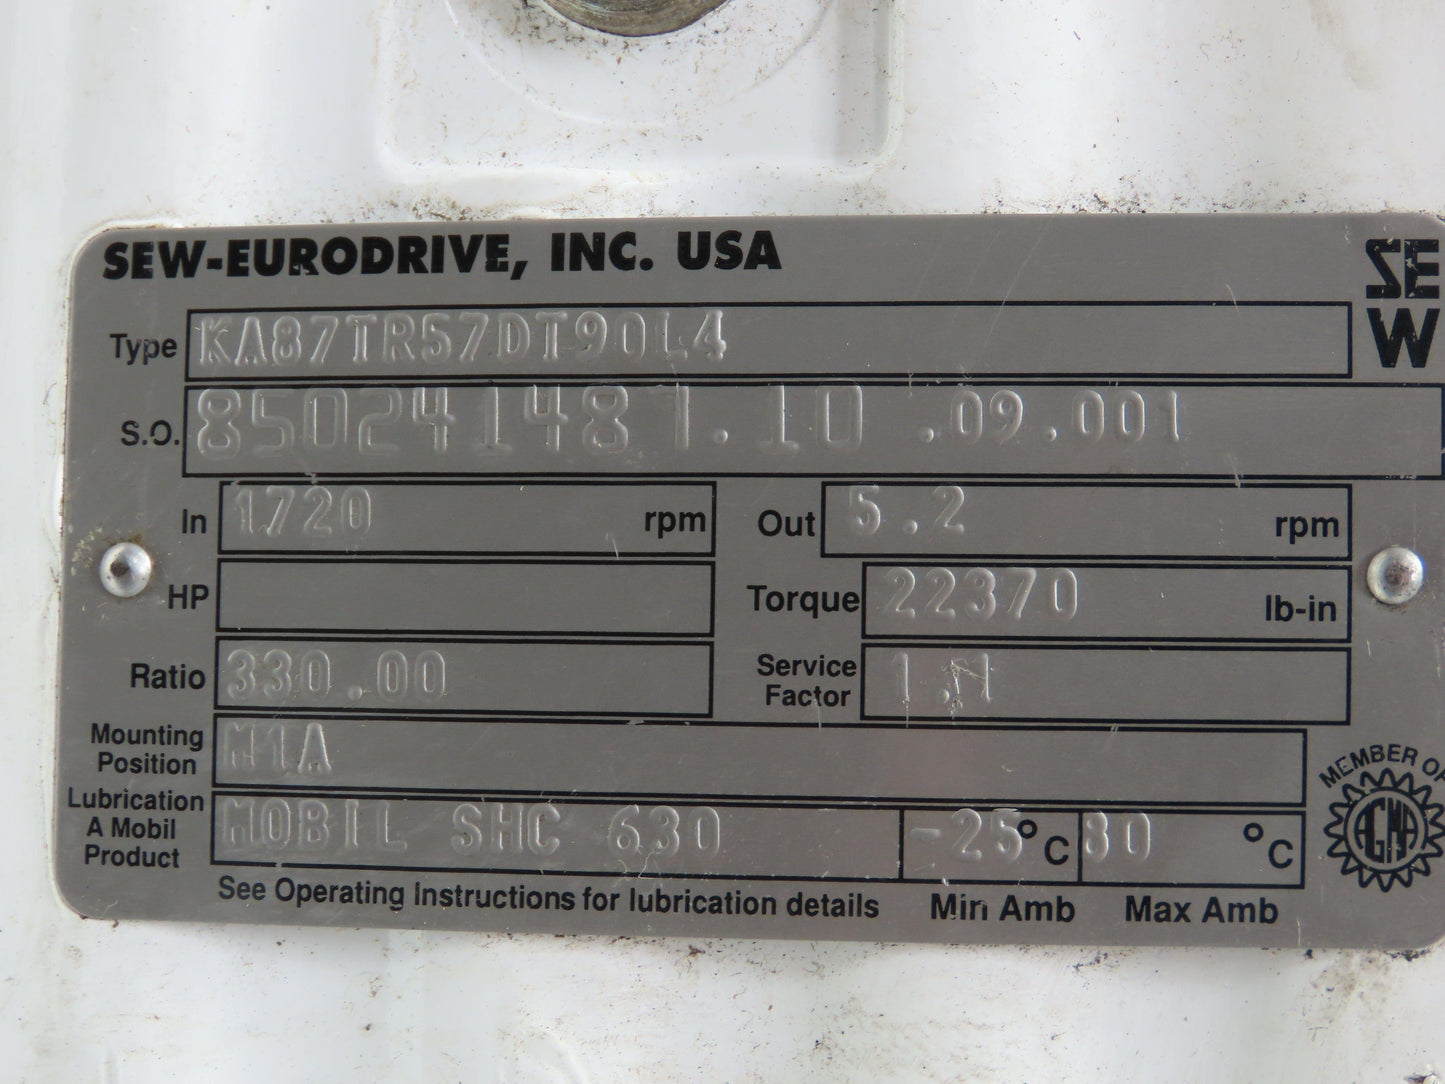 SEW-EURODRIVE, INC. USA
SEW
Type KA87TR57DT90L4
S.O. 850241487.10.09.001
In 1720 rpm Out 5.2 rpm
HP Torque 22370 lb-in
Ratio 330.00 Service Factor
Mounting Position M1A
Lubrication A Mobil Product MOBIL SHC 630 -25 °C 80 °C
See Operating Instructions for lubrication details Min Amb Max Amb
MEMBER OF
AGMA